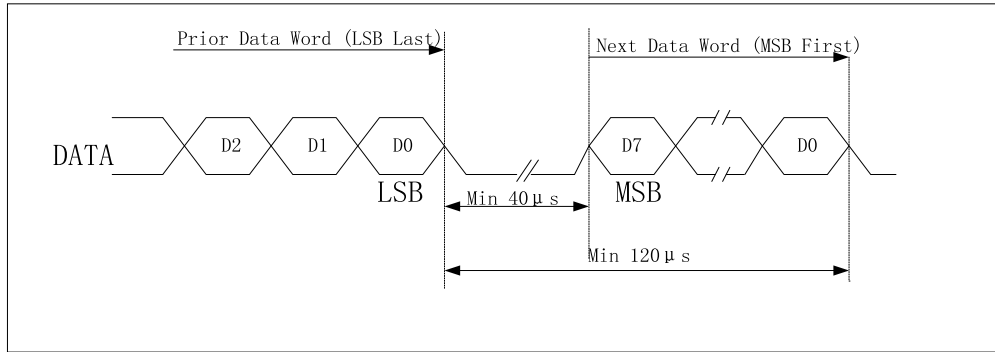 Prior Data Word (LSB Last)
Next Data Word (MSB First)
DATA
D2
D1
D0
D7
D0
LSB
MSB
Min 40μs
Min 120μs